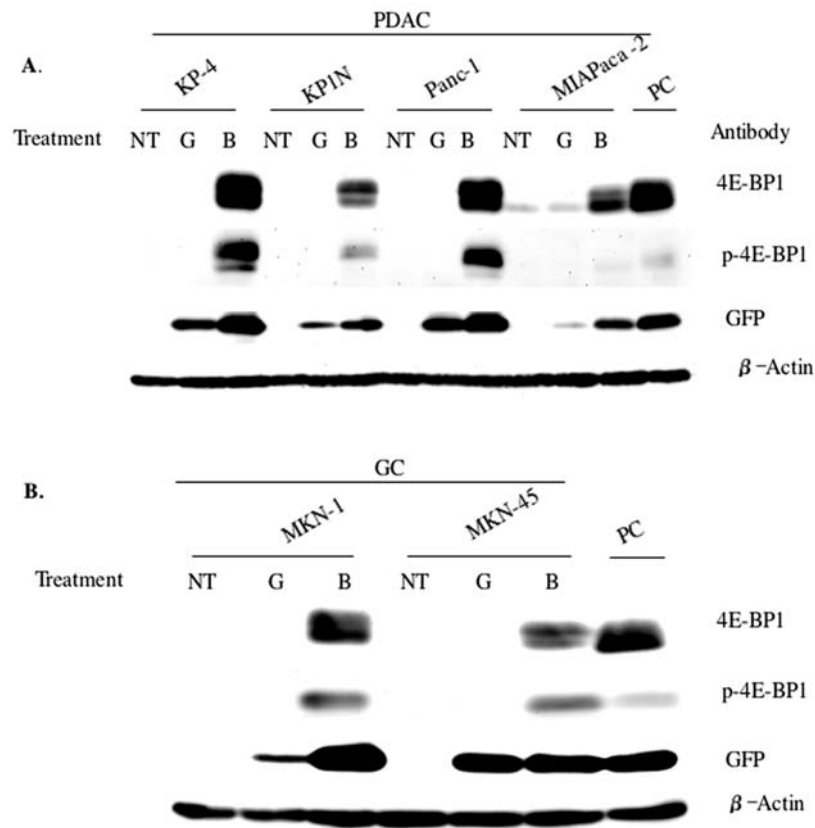 PDAC
A.
KP-4 KP1N Panc-1 MIAPaca-2 PC
Treatment NT G B NT G B NT G B NT G B Antibody
4E-BP1
p-4E-BP1
GFP
β-Actin
GC
B.
MKN-1 MKN-45 PC
Treatment NT G B NT G B
4E-BP1
p-4E-BP1
GFP
β-Actin